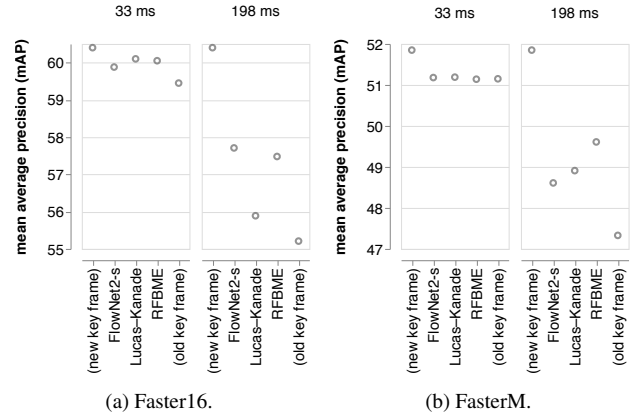 33 ms 198 ms
mean average precision (mAP)
60
59
58
57
56
55
(new key frame)
FlowNet2-s
Lucas–Kanade
RFBME
(old key frame)
(new key frame)
FlowNet2-s
Lucas–Kanade
RFBME
(old key frame)
(a) Faster16.
33 ms 198 ms
mean average precision (mAP)
52
51
50
49
48
47
(new key frame)
FlowNet2-s
Lucas–Kanade
RFBME
(old key frame)
(new key frame)
FlowNet2-s
Lucas–Kanade
RFBME
(old key frame)
(b) FasterM.